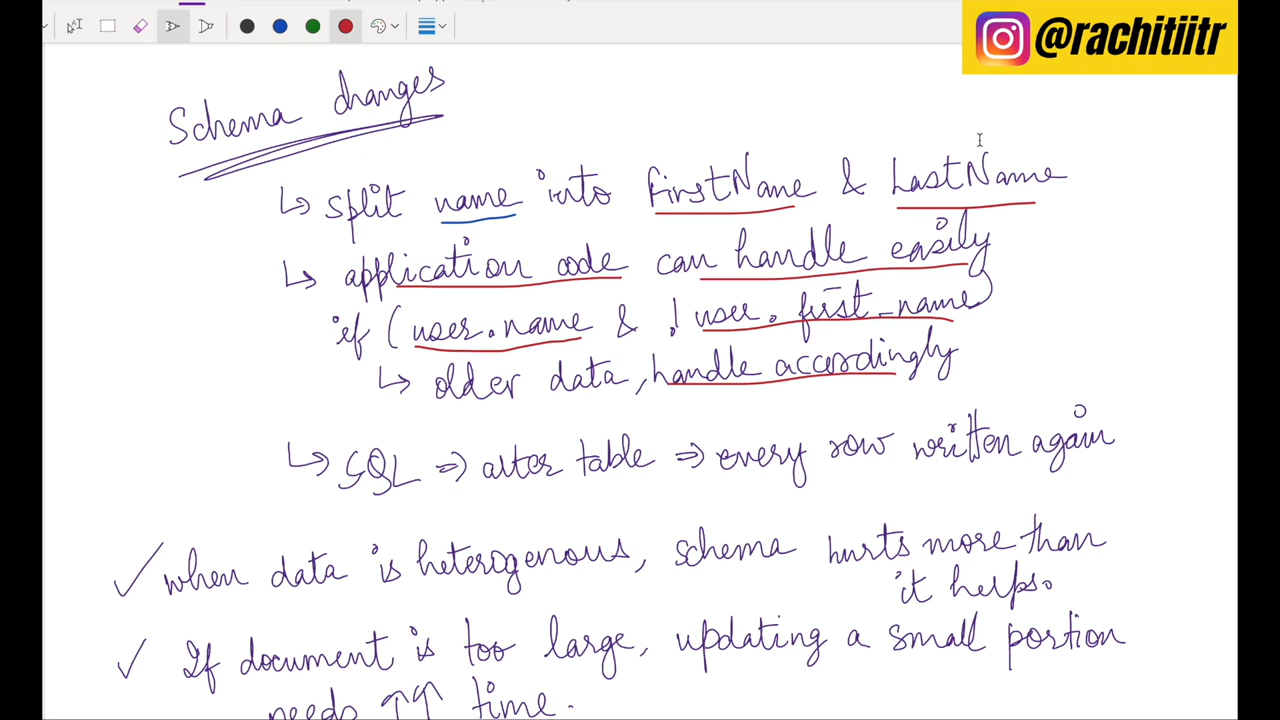 @rachitiitr
Schema changes
↳ split name into firstName & LastName
↳ application code can handle easily
if (user.name & !user.first_name)
↳ older data, handle accordingly
↳ SQL => alter table => every row written again
✓ when data is heterogenous, schema hurts more than
it helps.
✓ If document is too large, updating a small portion
needs ↑↑ time.